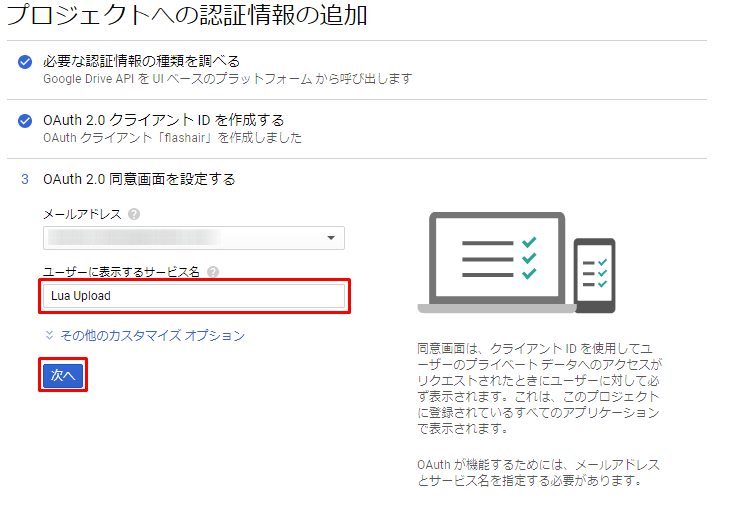 プロジェクトへの認証情報の追加
必要な認証情報の種類を調べる
Google Drive API を UI ベースのプラットフォーム から呼び出します
OAuth 2.0 クライアント ID を作成する
OAuth クライアント「flashair」を作成しました
3 OAuth 2.0 同意画面を設定する
メールアドレス ?
ユーザーに表示するサービス名 ?
Lua Upload
その他のカスタマイズ オプション
次へ
同意画面は、クライアント ID を使用してユ
ーザーのプライベート データへのアクセスが
リクエストされたときにユーザーに対して必
ず表示されます。これは、このプロジェクト
に登録されているすべてのアプリケーション
で表示されます。
OAuth が機能するためには、メールアドレス
とサービス名を指定する必要があります。